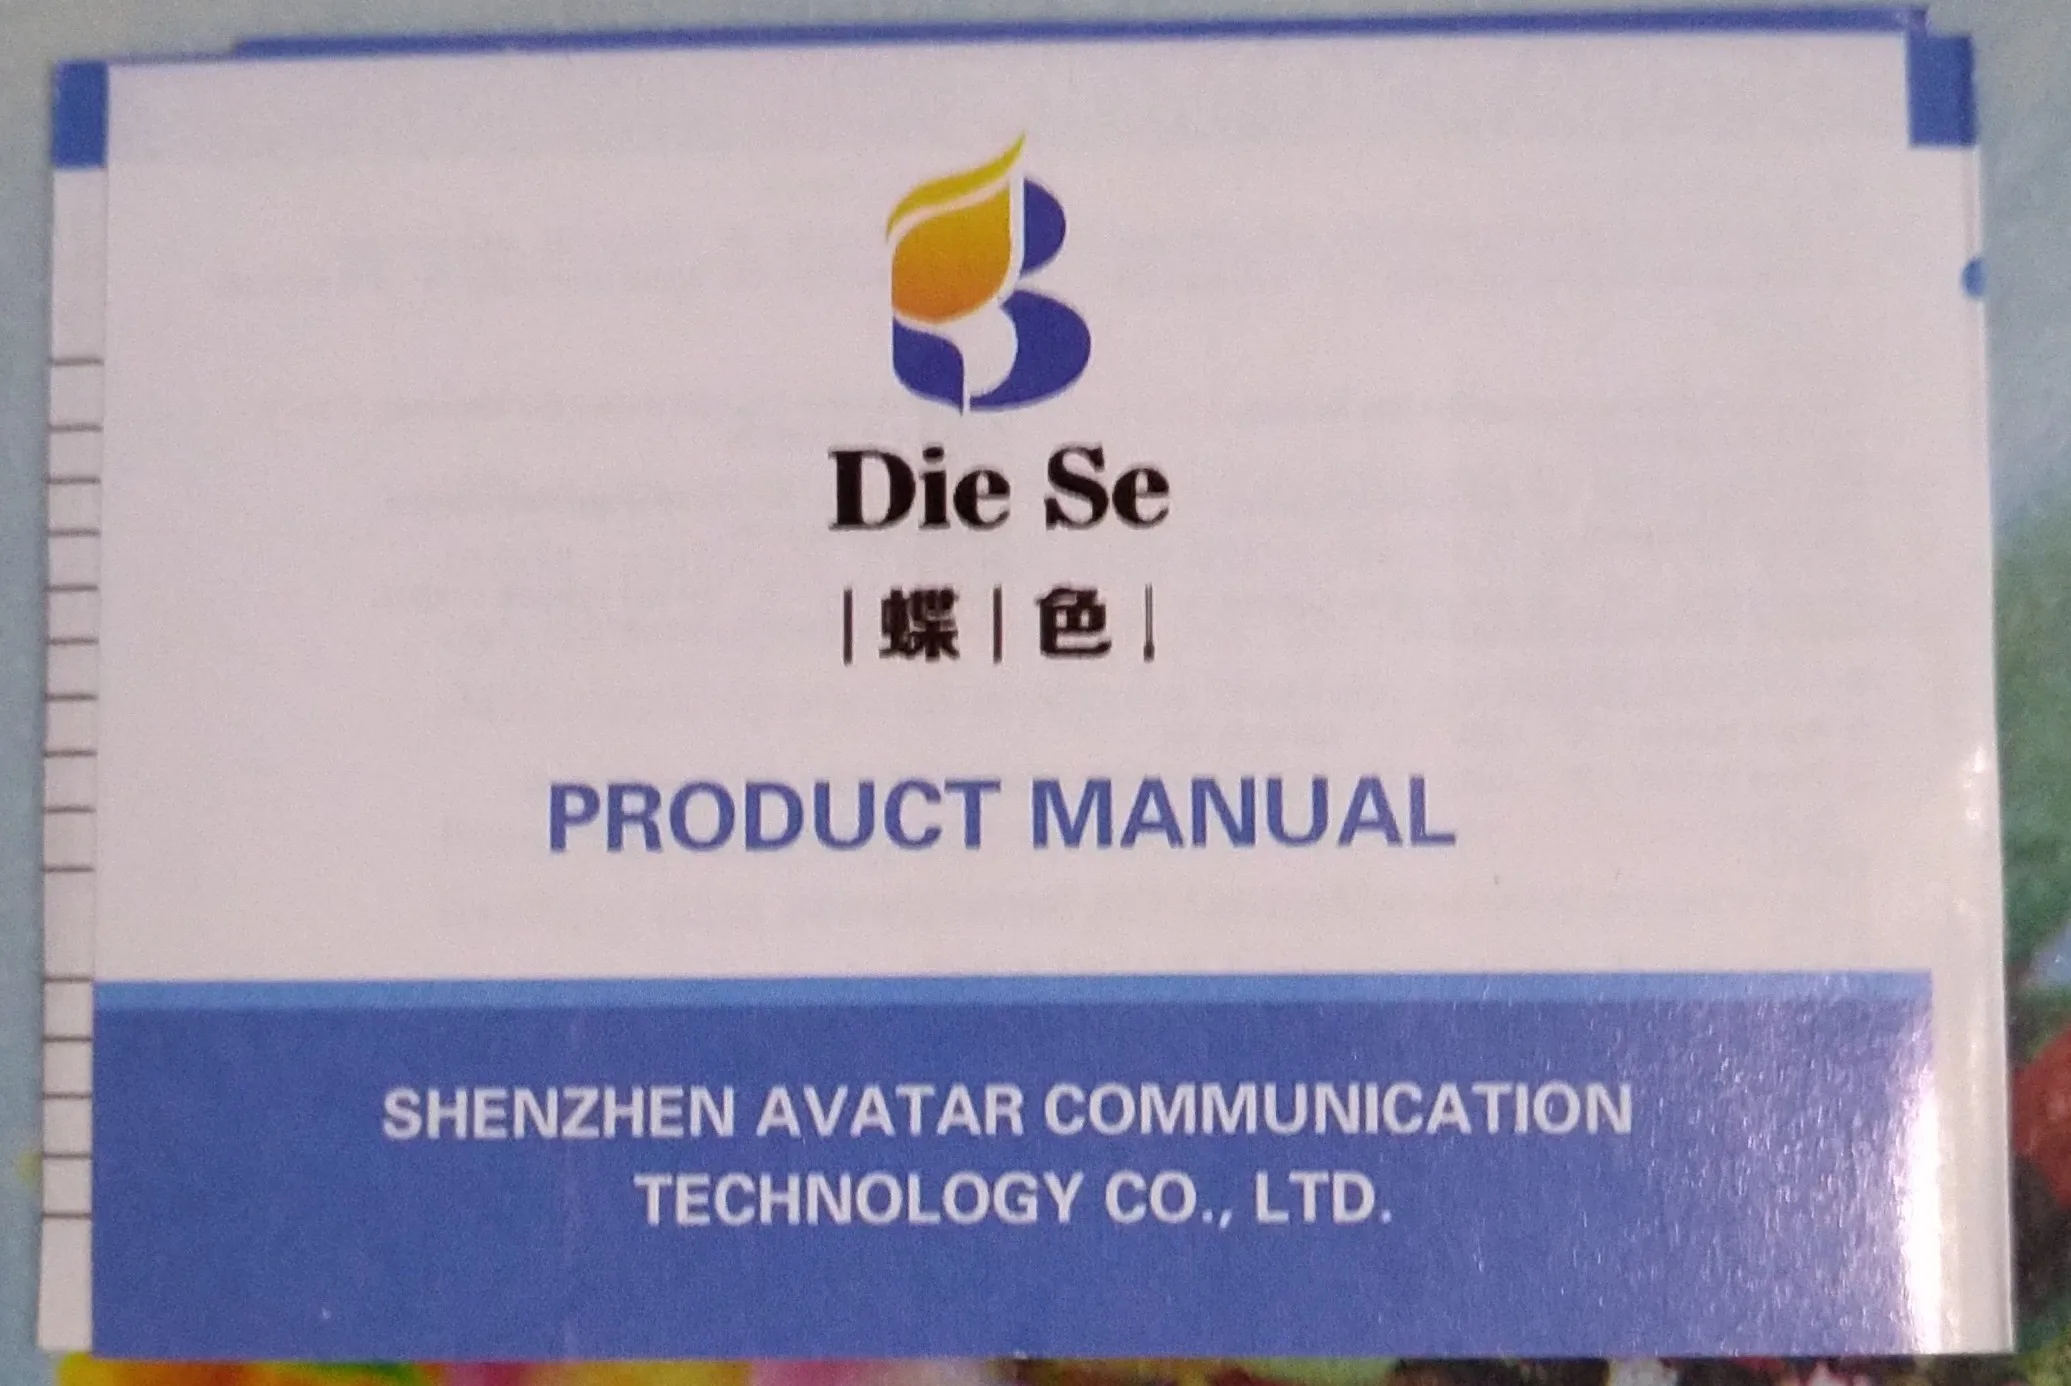 Die Se
|蝶|色|
PRODUCT MANUAL
SHENZHEN AVATAR COMMUNICATION
TECHNOLOGY CO., LTD.